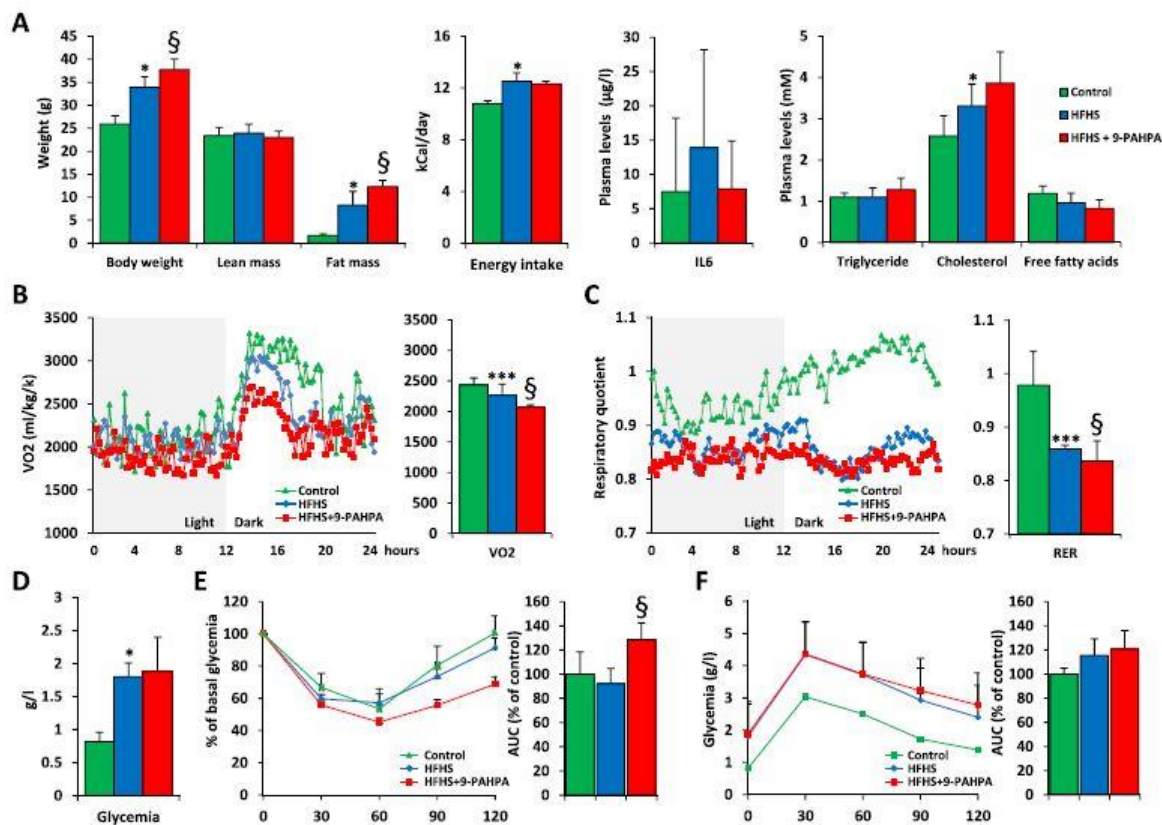 A
Weight (g)
45
40
35
30
25
20
15
10
5
0
* § * §
Body weight Lean mass Fat mass
kCal/day
16
12
8
4
0
*
Energy intake
Plasma levels (µg/l)
30
25
20
15
10
5
0
IL6
Plasma levels (mM)
5
4
3
2
1
0
*
Triglyceride Cholesterol Free fatty acids
Control
HFHS
HFHS + 9-PAHPA
B
VO2 (ml/kg/k)
3500
3000
2500
2000
1500
1000
Control
HFHS
HFHS+9-PAHPA
Light Dark
0 4 8 12 16 20 24 hours
3500
3000
2500
2000
1500
1000
500
0
*** §
VO2
C
Respiratory quotient
1.1
1
0.9
0.8
0.7
Control
HFHS
HFHS+9-PAHPA
Light Dark
0 4 8 12 16 20 24 hours
1.1
1
0.9
0.8
0.7
*** §
RER
D
g/l
3
2.5
2
1.5
1
0.5
0
*
Glycemia
E
% of basal glycemia
120
100
80
60
40
20
0
Control
HFHS
HFHS+9-PAHPA
0 30 60 90 120
AUC (% of control)
160
140
120
100
80
60
40
20
0
§
F
Glycemia (g/l)
7
6
5
4
3
2
1
0
Control
HFHS
HFHS+9-PAHPA
0 30 60 90 120
AUC (% of control)
160
140
120
100
80
60
40
20
0